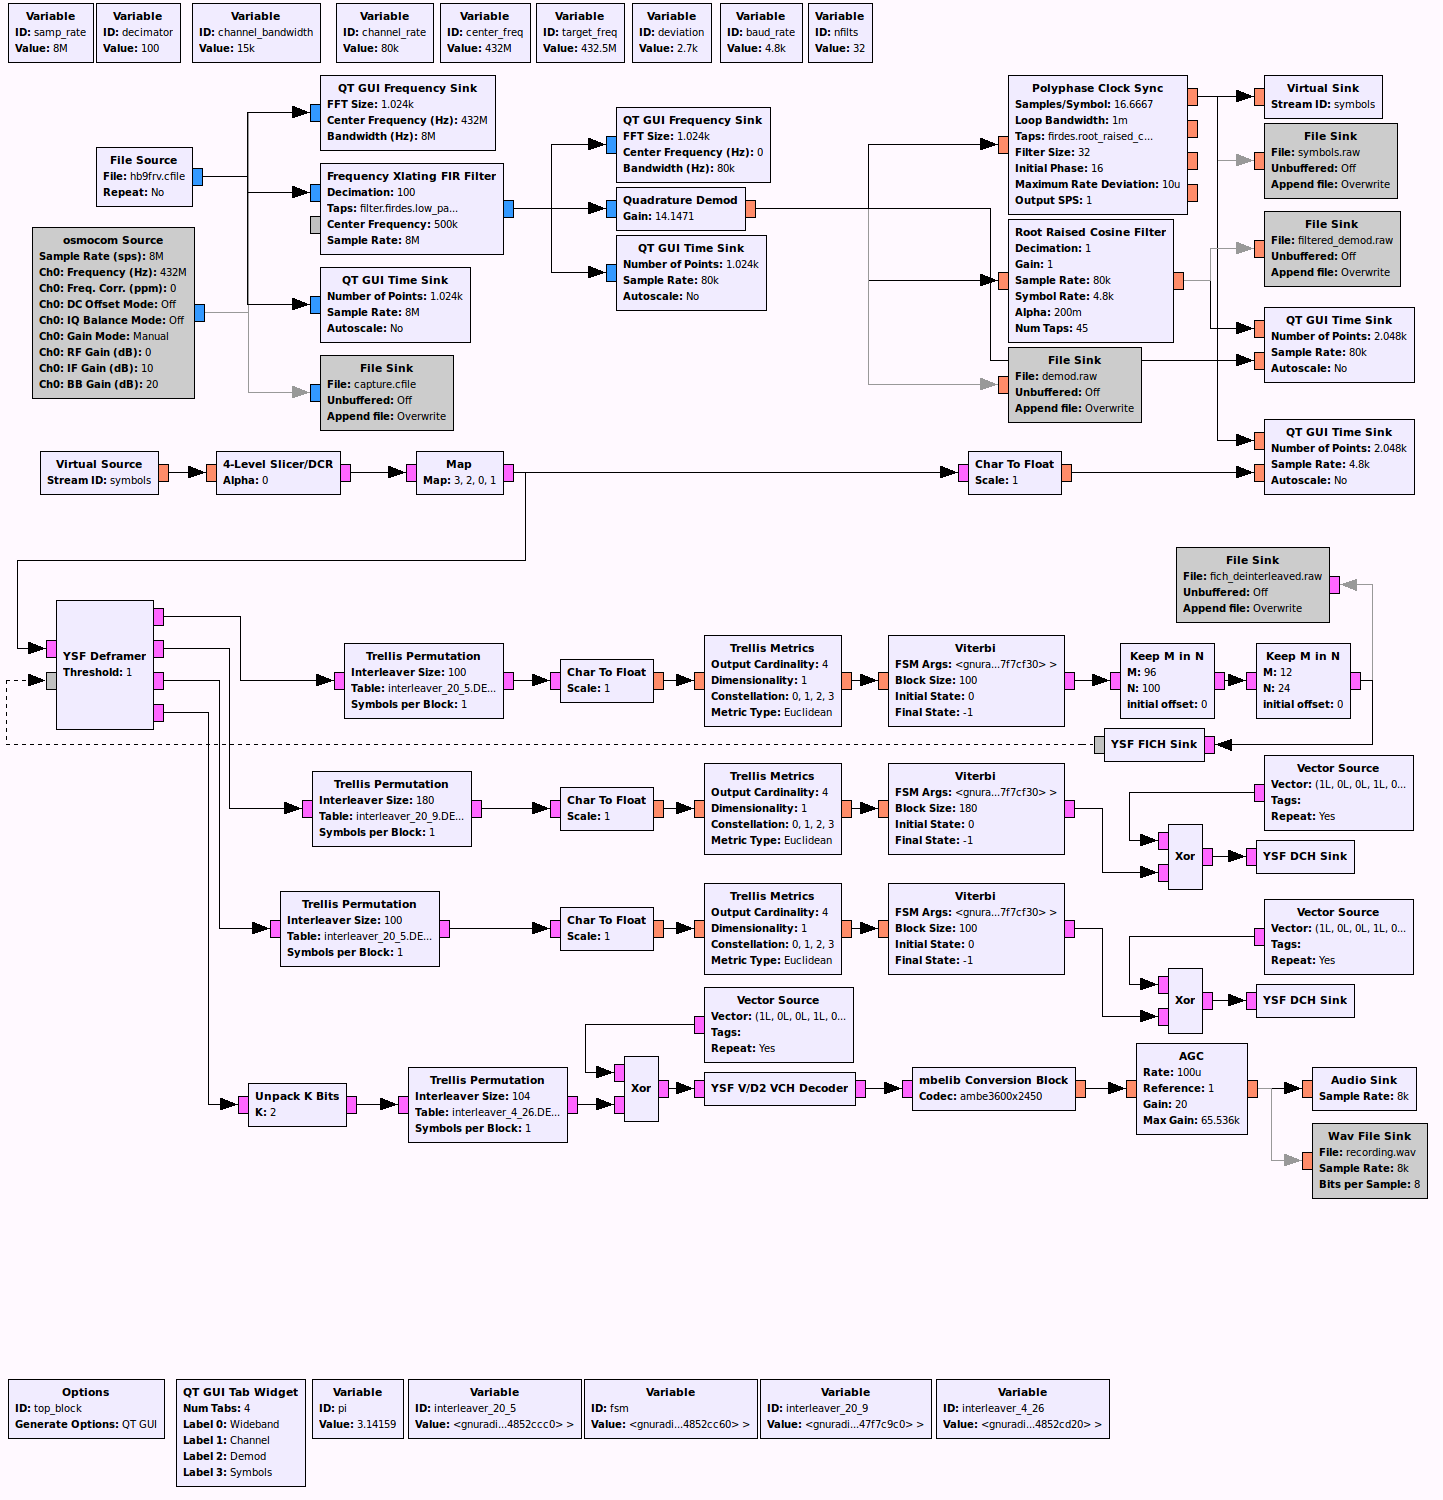 Variable
ID: samp_rate
Value: 8M
Variable
ID: decimator
Value: 100
Variable
ID: channel_bandwidth
Value: 15k
Variable
ID: channel_rate
Value: 80k
Variable
ID: center_freq
Value: 432M
Variable
ID: target_freq
Value: 432.5M
Variable
ID: deviation
Value: 2.7k
Variable
ID: baud_rate
Value: 4.8k
Variable
ID: nfilts
Value: 32
File Source
File: hb9frv.cfile
Repeat: No
osmocom Source
Sample Rate (sps): 8M
Ch0: Frequency (Hz): 432M
Ch0: Freq. Corr. (ppm): 0
Ch0: DC Offset Mode: Off
Ch0: IQ Balance Mode: Off
Ch0: Gain Mode: Manual
Ch0: RF Gain (dB): 0
Ch0: IF Gain (dB): 10
Ch0: BB Gain (dB): 20
QT GUI Frequency Sink
FFT Size: 1.024k
Center Frequency (Hz): 432M
Bandwidth (Hz): 8M
Frequency Xlating FIR Filter
Decimation: 100
Taps: filter.firdes.low_pa...
Center Frequency: 500k
Sample Rate: 8M
QT GUI Time Sink
Number of Points: 1.024k
Sample Rate: 8M
Autoscale: No
File Sink
File: capture.cfile
Unbuffered: Off
Append file: Overwrite
QT GUI Frequency Sink
FFT Size: 1.024k
Center Frequency (Hz): 0
Bandwidth (Hz): 80k
Quadrature Demod
Gain: 14.1471
QT GUI Time Sink
Number of Points: 1.024k
Sample Rate: 80k
Autoscale: No
Polyphase Clock Sync
Samples/Symbol: 16.6667
Loop Bandwidth: 1m
Taps: firdes.root_raised_c...
Filter Size: 32
Initial Phase: 16
Maximum Rate Deviation: 10u
Output SPS: 1
Root Raised Cosine Filter
Decimation: 1
Gain: 1
Sample Rate: 80k
Symbol Rate: 4.8k
Alpha: 200m
Num Taps: 45
File Sink
File: demod.raw
Unbuffered: Off
Append file: Overwrite
Virtual Sink
Stream ID: symbols
File Sink
File: symbols.raw
Unbuffered: Off
Append file: Overwrite
File Sink
File: filtered_demod.raw
Unbuffered: Off
Append file: Overwrite
QT GUI Time Sink
Number of Points: 2.048k
Sample Rate: 80k
Autoscale: No
QT GUI Time Sink
Number of Points: 2.048k
Sample Rate: 4.8k
Autoscale: No
Virtual Source
Stream ID: symbols
4-Level Slicer/DCR
Alpha: 0
Map
Map: 3, 2, 0, 1
Char To Float
Scale: 1
File Sink
File: fich_deinterleaved.raw
Unbuffered: Off
Append file: Overwrite
YSF Deframer
Threshold: 1
Trellis Permutation
Interleaver Size: 100
Table: interleaver_20_5.DE...
Symbols per Block: 1
Char To Float
Scale: 1
Trellis Metrics
Output Cardinality: 4
Dimensionality: 1
Constellation: 0, 1, 2, 3
Metric Type: Euclidean
Viterbi
FSM Args: <gnura...7f7cf30> >
Block Size: 100
Initial State: 0
Final State: -1
Keep M in N
M: 96
N: 100
initial offset: 0
Keep M in N
M: 12
N: 24
initial offset: 0
YSF FICH Sink
Trellis Permutation
Interleaver Size: 180
Table: interleaver_20_9.DE...
Symbols per Block: 1
Char To Float
Scale: 1
Trellis Metrics
Output Cardinality: 4
Dimensionality: 1
Constellation: 0, 1, 2, 3
Metric Type: Euclidean
Viterbi
FSM Args: <gnura...7f7cf30> >
Block Size: 180
Initial State: 0
Final State: -1
Vector Source
Vector: (1L, 0L, 0L, 1L, 0...
Tags:
Repeat: Yes
Xor
YSF DCH Sink
Trellis Permutation
Interleaver Size: 100
Table: interleaver_20_5.DE...
Symbols per Block: 1
Char To Float
Scale: 1
Trellis Metrics
Output Cardinality: 4
Dimensionality: 1
Constellation: 0, 1, 2, 3
Metric Type: Euclidean
Viterbi
FSM Args: <gnura...7f7cf30> >
Block Size: 100
Initial State: 0
Final State: -1
Vector Source
Vector: (1L, 0L, 0L, 1L, 0...
Tags:
Repeat: Yes
Xor
YSF DCH Sink
Unpack K Bits
K: 2
Trellis Permutation
Interleaver Size: 104
Table: interleaver_4_26.DE...
Symbols per Block: 1
Vector Source
Vector: (1L, 0L, 0L, 1L, 0...
Tags:
Repeat: Yes
Xor
YSF V/D2 VCH Decoder
mbelib Conversion Block
Codec: ambe3600x2450
AGC
Rate: 100u
Reference: 1
Gain: 20
Max Gain: 65.536k
Audio Sink
Sample Rate: 8k
Wav File Sink
File: recording.wav
Sample Rate: 8k
Bits per Sample: 8
Options
ID: top_block
Generate Options: QT GUI
QT GUI Tab Widget
Num Tabs: 4
Label 0: Wideband
Label 1: Channel
Label 2: Demod
Label 3: Symbols
Variable
ID: pi
Value: 3.14159
Variable
ID: interleaver_20_5
Value: <gnuradi...4852ccc0> >
Variable
ID: fsm
Value: <gnuradi...4852cc60> >
Variable
ID: interleaver_20_9
Value: <gnuradi...47f7c9c0> >
Variable
ID: interleaver_4_26
Value: <gnuradi...4852cd20> >